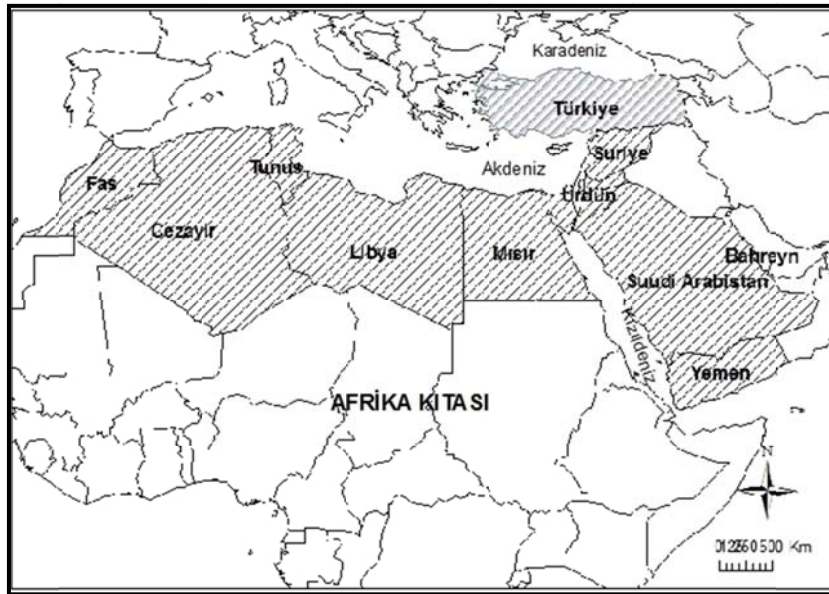 Karadeniz
Türkiye
Suriye
Akdeniz
Tunus
Fas
Ürdün
Cezayir
Libya
Mısır
Bahreyn
Suudi Arabistan
Kızıldeniz
Yemen
AFRİKA KITASI
N
500 Km